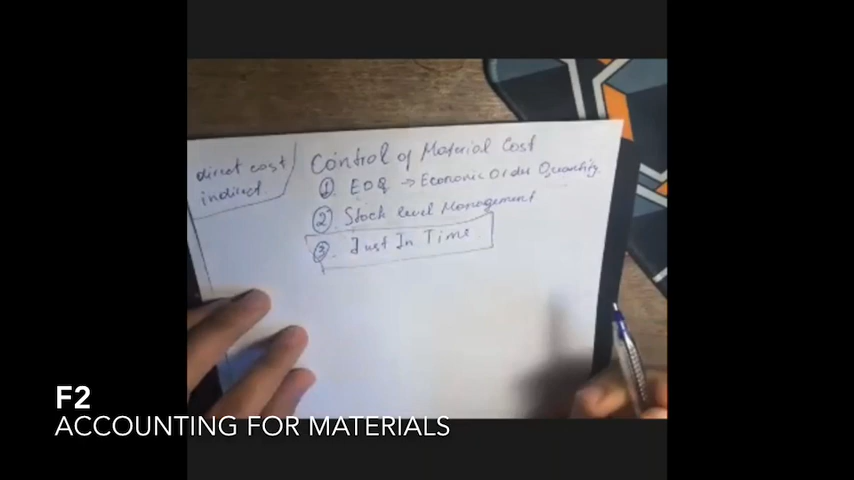 direct cost
indirect.
Control of Material Cost
① EOQ → Economic Order Quantity.
② Stock level Management
③ Just In Time
F2
ACCOUNTING FOR MATERIALS